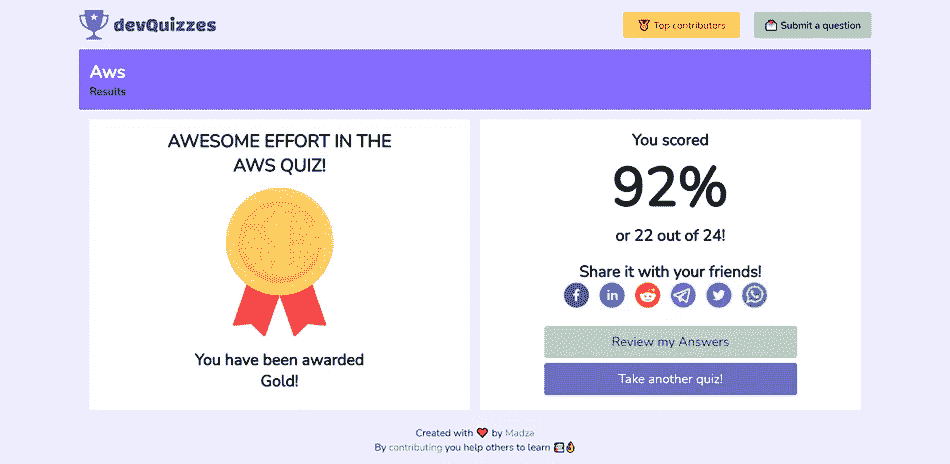 devQuizzes
Top contributers
Submit a question
Aws
Results
AWESOME EFFORT IN THE
AWS QUIZ!
You have been awarded
Gold!
You scored
92%
or 22 out of 24!
Share it with your friends!
Review my Answers
Take another quiz!
Created with ❤️ by Madza
By contributing you help others to learn